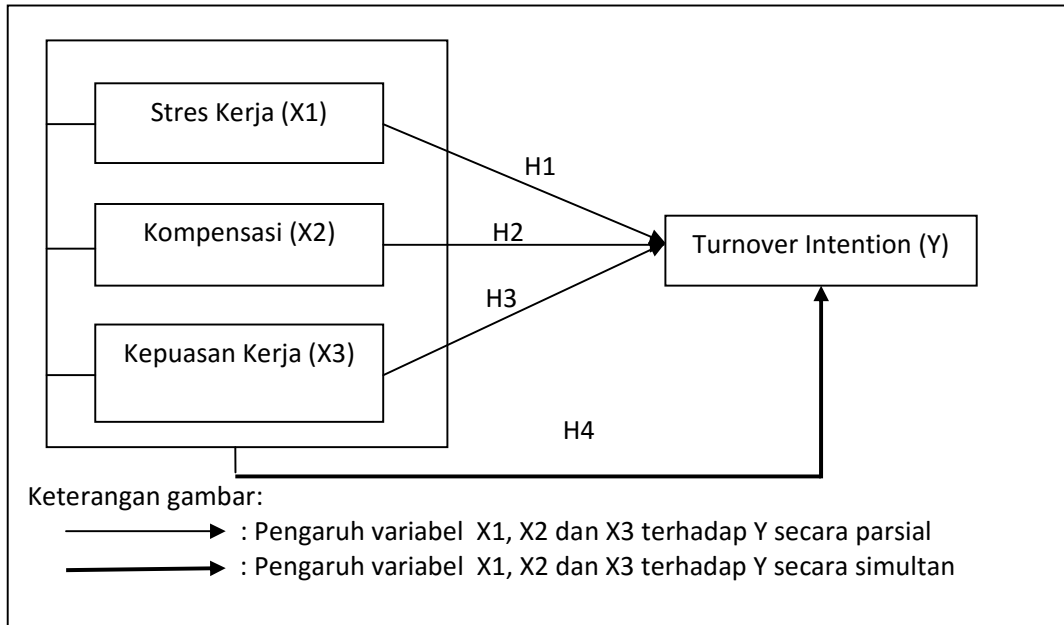 Stres Kerja (X1)
H1
Kompensasi (X2)
H2
Turnover Intention (Y)
H3
Kepuasan Kerja (X3)
H4
Keterangan gambar:
: Pengaruh variabel X1, X2 dan X3 terhadap Y secara parsial
: Pengaruh variabel X1, X2 dan X3 terhadap Y secara simultan